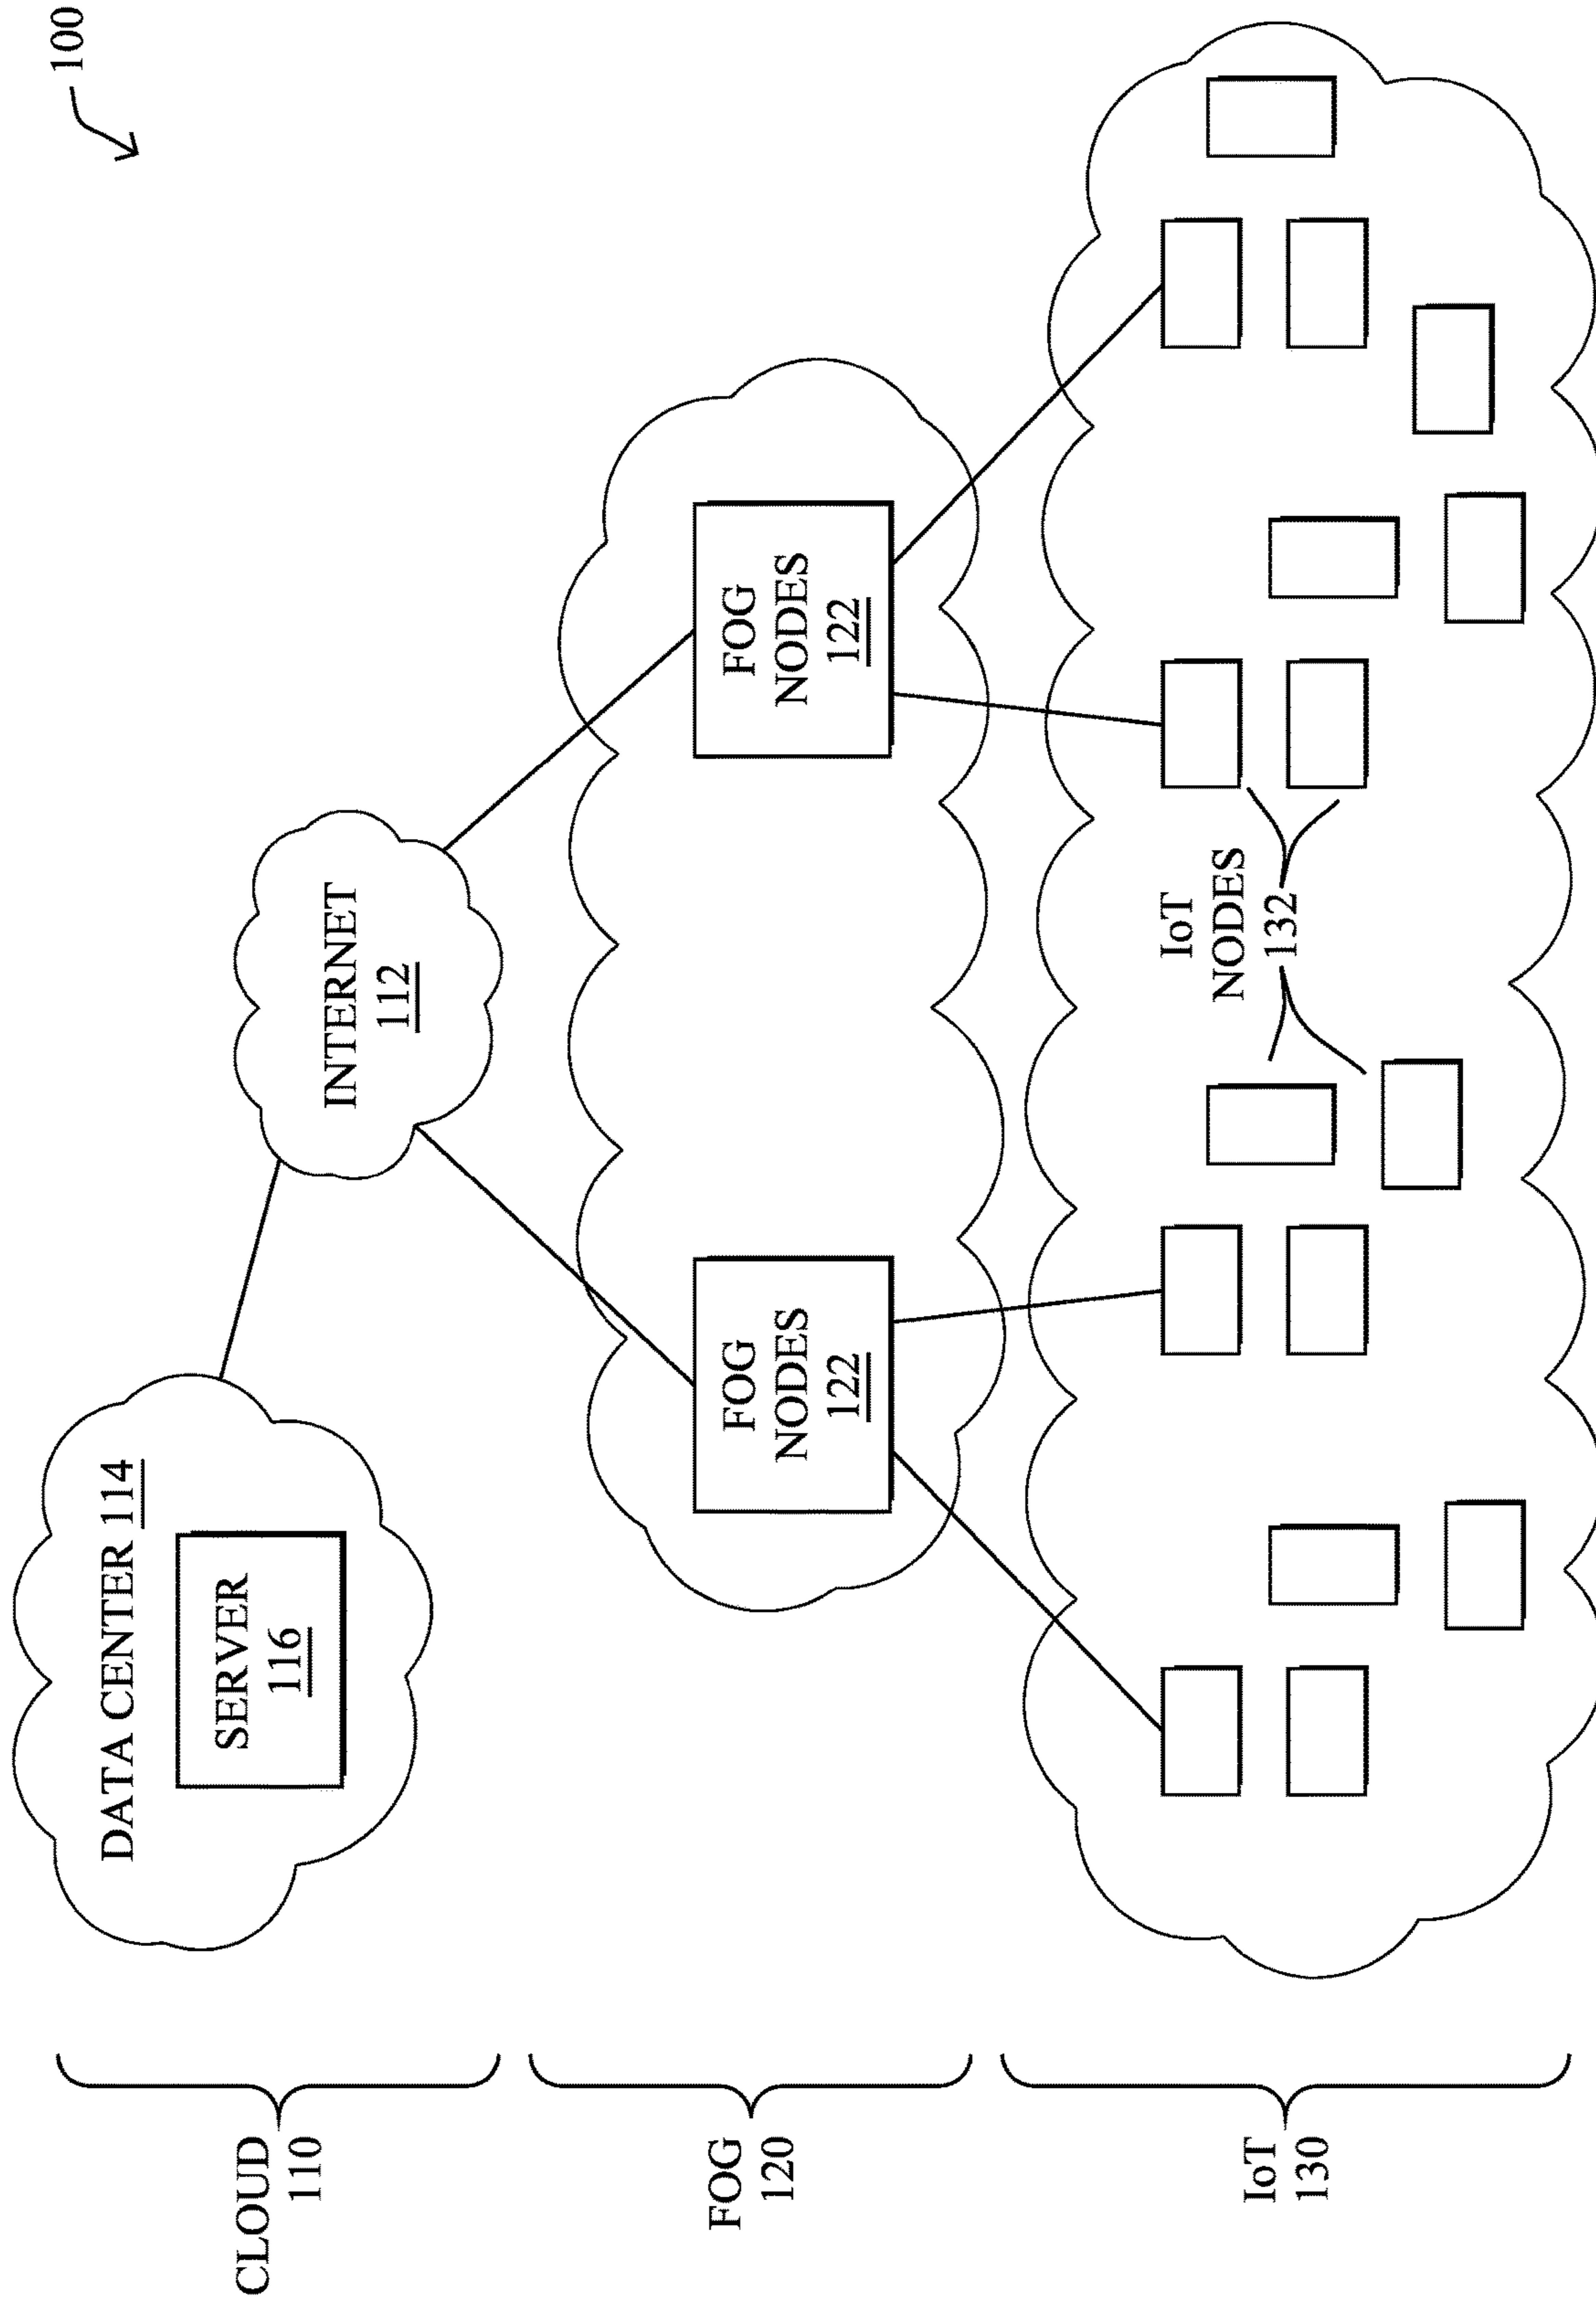 100
CLOUD
110
DATA CENTER 114
SERVER
116
INTERNET
112
FOG
120
FOG
NODES
122
FOG
NODES
122
IoT
130
IoT
NODES
132